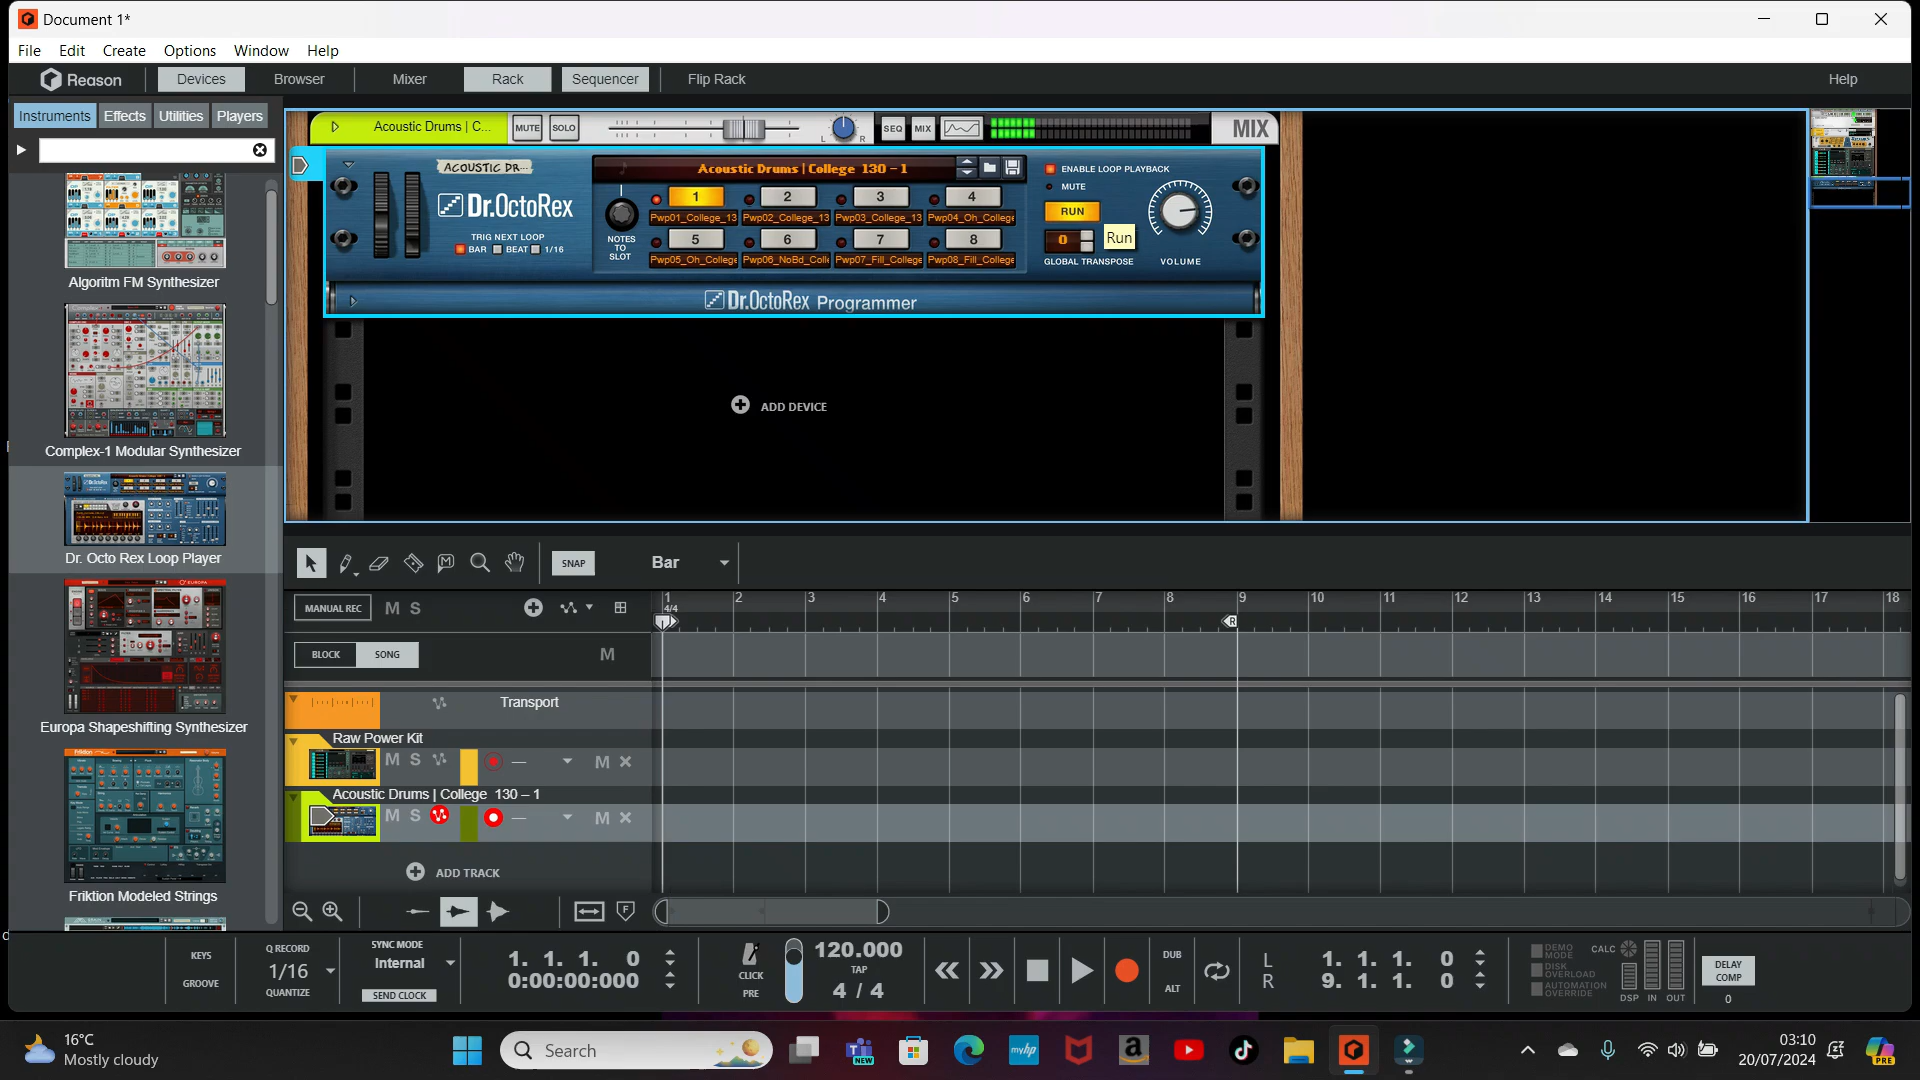 Document 1*
File Edit Create Options Window Help
Reason Devices Browser Mixer Rack Sequencer Flip Rack Help
Instruments Effects Utilities Players
Algoritm FM Synthesizer
Complex-1 Modular Synthesizer
Dr. Octo Rex Loop Player
Europa Shapeshifting Synthesizer
Friktion Modeled Strings
Acoustic Drums | C... MUTE SOLO L R SEQ MIX MIX
ACOUSTIC DR...
Acoustic Drums | College 130 – 1
Dr.OctoRex
TRIG NEXT LOOP
BAR BEAT 1/16
NOTES
TO
SLOT
1 2 3 4
Pwp01_College_13 Pwp02_College_13 Pwp03_College_13 Pwp04_Oh_College
5 6 7 8
Pwp05_Oh_College Pwp06_NoBd_Coll Pwp07_Fill_College Pwp08_Fill_College
ENABLE LOOP PLAYBACK
MUTE
RUN
0
Run
GLOBAL TRANSPOSE
VOLUME
Dr.OctoRex Programmer
ADD DEVICE
SNAP Bar
MANUAL REC M S
1 2 3 4 5 6 7 8 9 10 11 12 13 14 15 16 17 18
4/4
R
BLOCK SONG M
Transport
Raw Power Kit
M S — M
Acoustic Drums | College 130 – 1
M S — M
ADD TRACK
F
KEYS
GROOVE
Q RECORD
1/16
QUANTIZE
SYNC MODE
Internal
SEND CLOCK
1. 1. 1. 0
0:00:00:000
CLICK
PRE
120.000
TAP
4 / 4
DUB
ALT
L 1. 1. 1. 0
R 9. 1. 1. 0
DEMO
MODE
DISK
OVERLOAD
AUTOMATION
OVERRIDE
CALC
DSP IN OUT
DELAY
COMP
0
16°C
Mostly cloudy
Search
NEW
myhp
03:10
20/07/2024
PRE